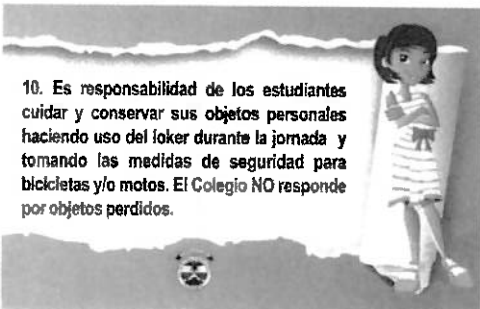 10. Es responsabilidad de los estudiantes
cuidar y conservar sus objetos personales
haciendo uso del loker durante la jornada y
tomando las medidas de seguridad para
bicicletas y/o motos. El Colegio NO responde
por objetos perdidos.